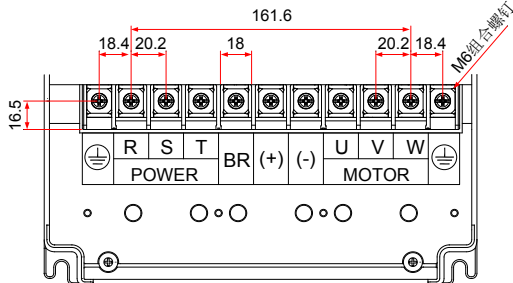 161.6
18.4 20.2 18 20.2 18.4
M6组合螺钉
16.5
R S T BR (+) (-) U V W
POWER MOTOR